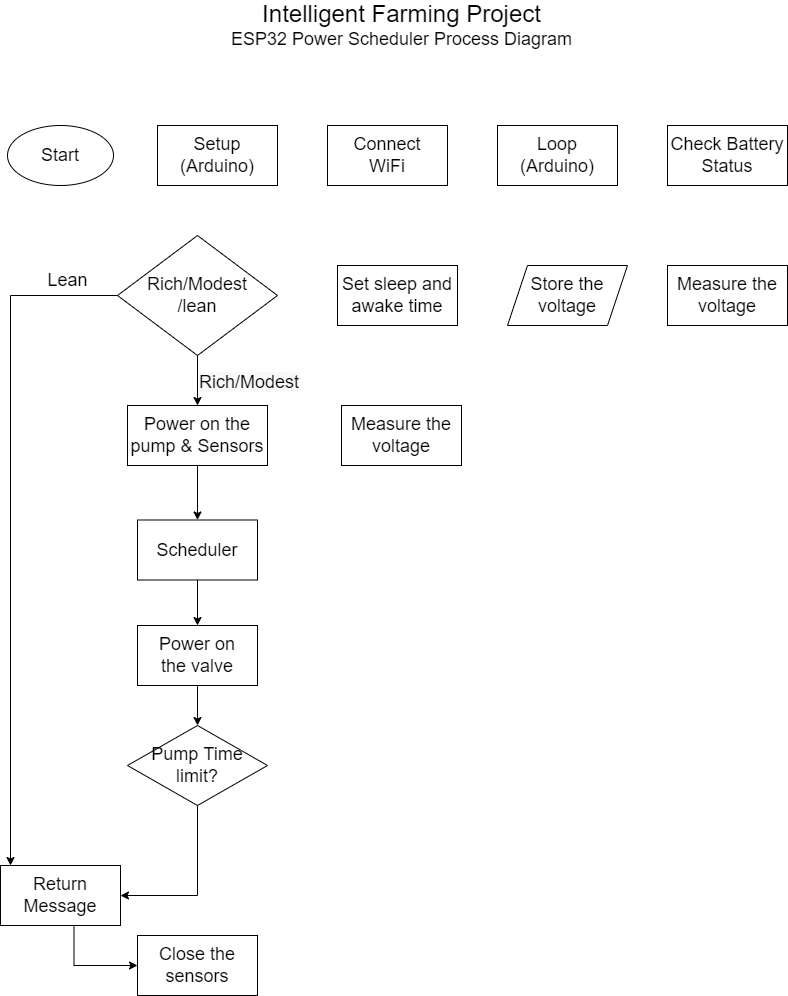 Intelligent Farming Project
ESP32 Power Scheduler Process Diagram
Start
Setup
(Arduino)
Connect
WiFi
Loop
(Arduino)
Check Battery
Status
Lean
Rich/Modest
/lean
Set sleep and
awake time
Store the
voltage
Measure the
voltage
Rich/Modest
Power on the
pump & Sensors
Measure the
voltage
Scheduler
Power on
the valve
Pump Time
limit?
Return
Message
Close the
sensors